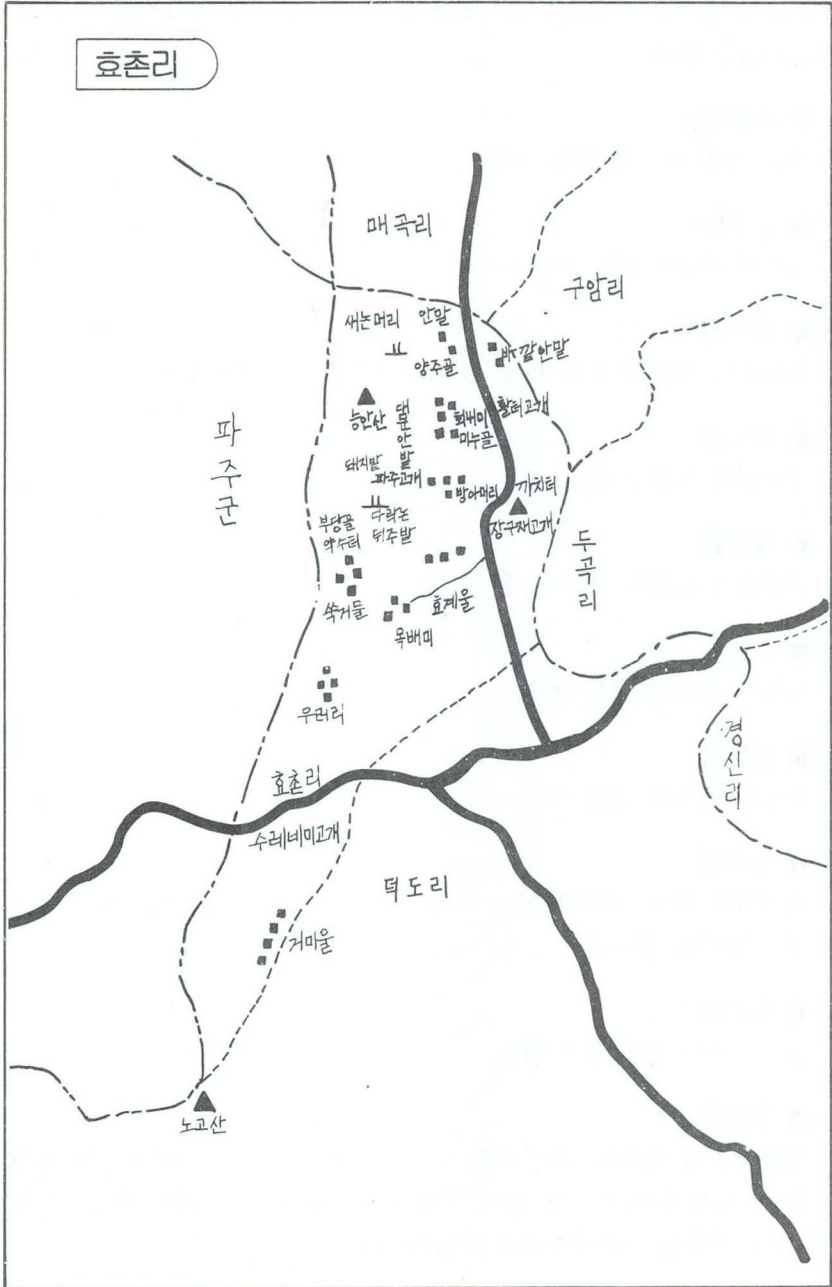 효촌리
매곡리
구암리
새논머리
안말
양주골
바깥안말
능안산
대문안말
회배미
미누골
활터고개
파주군
돼지밭
파주고개
방아머리
까치터
장구재고개
다락논
뒤주밭
부당골
약수터
두곡리
쑥거들
효계울
목배미
우러리
경신리
효촌리
수레네미고개
덕도리
거마울
노고산